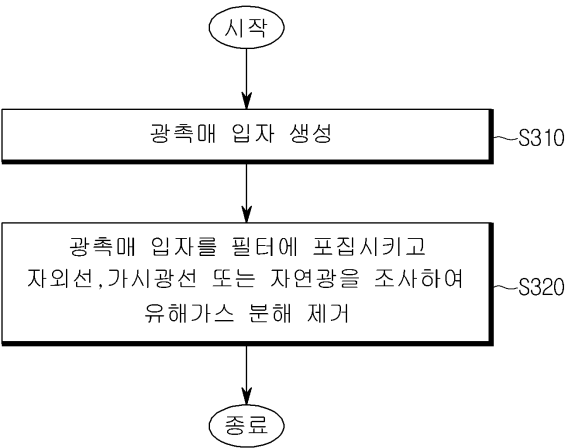 시작
광촉매 입자 생성
S310
광촉매 입자를 필터에 포집시키고
자외선,가시광선 또는 자연광을 조사하여
유해가스 분해 제거
S320
종료